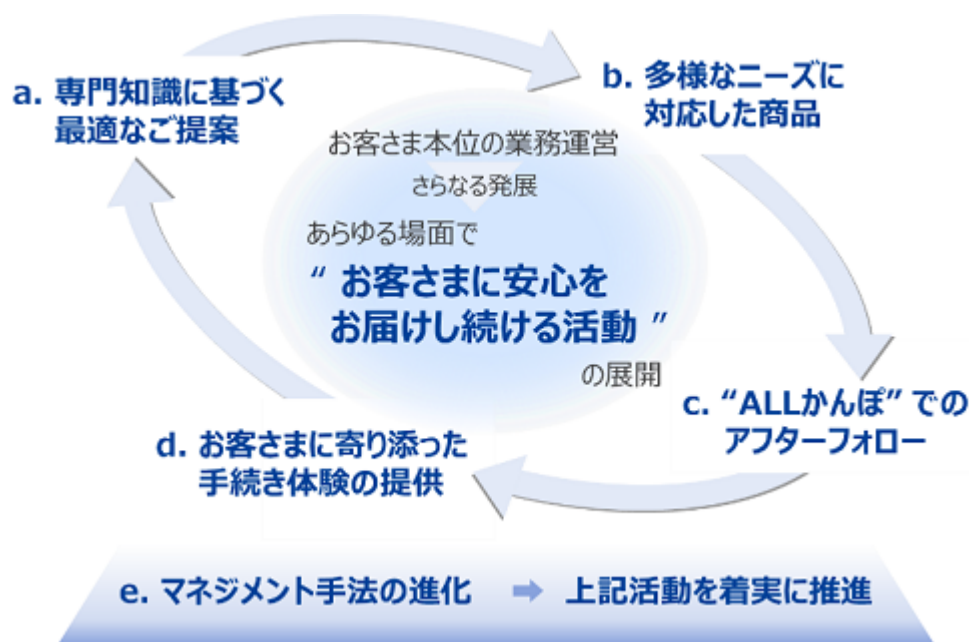 a. 専門知識に基づく
最適なご提案
b. 多様なニーズに
対応した商品
お客さま本位の業務運営
さらなる発展
あらゆる場面で
“ お客さまに安心を
お届けし続ける活動 ”
の展開
c. “ALLかんぽ” での
アフターフォロー
d. お客さまに寄り添った
手続き体験の提供
e. マネジメント手法の進化 ➡ 上記活動を着実に推進